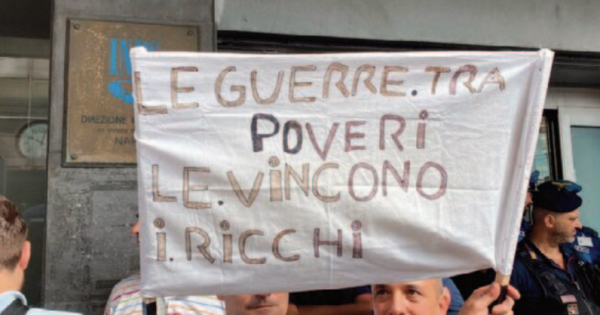 DIREZIONE
LE GUERRE.TRA
POVERI
LE.VINCONO
I.RICCHI